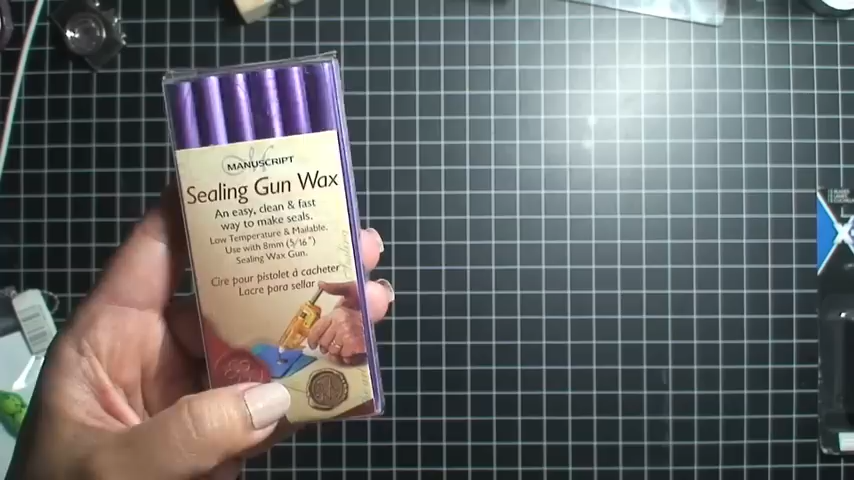 MANUSCRIPT
Sealing Gun Wax
An easy, clean & fast
way to make seals.
Low Temperature & Mailable.
Use with 8mm (5/16")
Sealing Wax Gun.
Cire pour pistolet à cacheter
Lacre para sellar